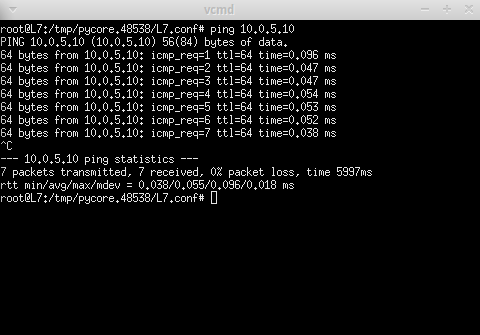 vcmd
root@L7:/tmp/pycore.48538/L7.conf# ping 10.0.5.10
PING 10.0.5.10 (10.0.5.10) 56(84) bytes of data.
64 bytes from 10.0.5.10: icmp_req=1 ttl=64 time=0.096 ms
64 bytes from 10.0.5.10: icmp_req=2 ttl=64 time=0.047 ms
64 bytes from 10.0.5.10: icmp_req=3 ttl=64 time=0.047 ms
64 bytes from 10.0.5.10: icmp_req=4 ttl=64 time=0.054 ms
64 bytes from 10.0.5.10: icmp_req=5 ttl=64 time=0.053 ms
64 bytes from 10.0.5.10: icmp_req=6 ttl=64 time=0.052 ms
64 bytes from 10.0.5.10: icmp_req=7 ttl=64 time=0.038 ms
^C
--- 10.0.5.10 ping statistics ---
7 packets transmitted, 7 received, 0% packet loss, time 5997ms
rtt min/avg/max/mdev = 0.038/0.055/0.096/0.018 ms
root@L7:/tmp/pycore.48538/L7.conf#